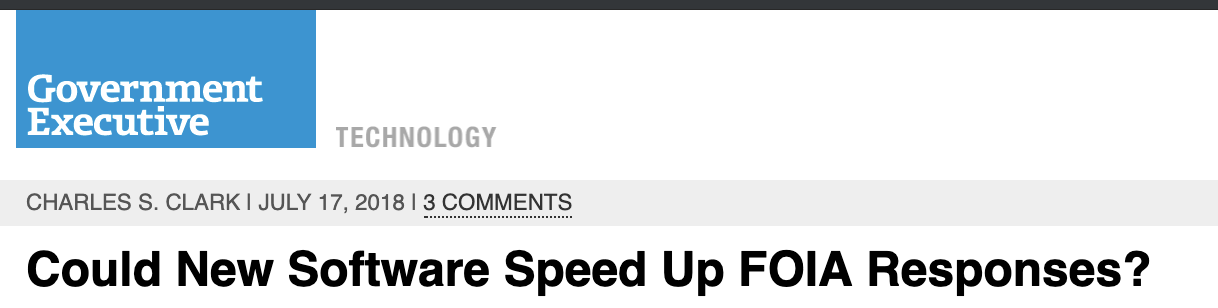 Government
Executive
TECHNOLOGY
CHARLES S. CLARK | JULY 17, 2018 | 3 COMMENTS
Could New Software Speed Up FOIA Responses?